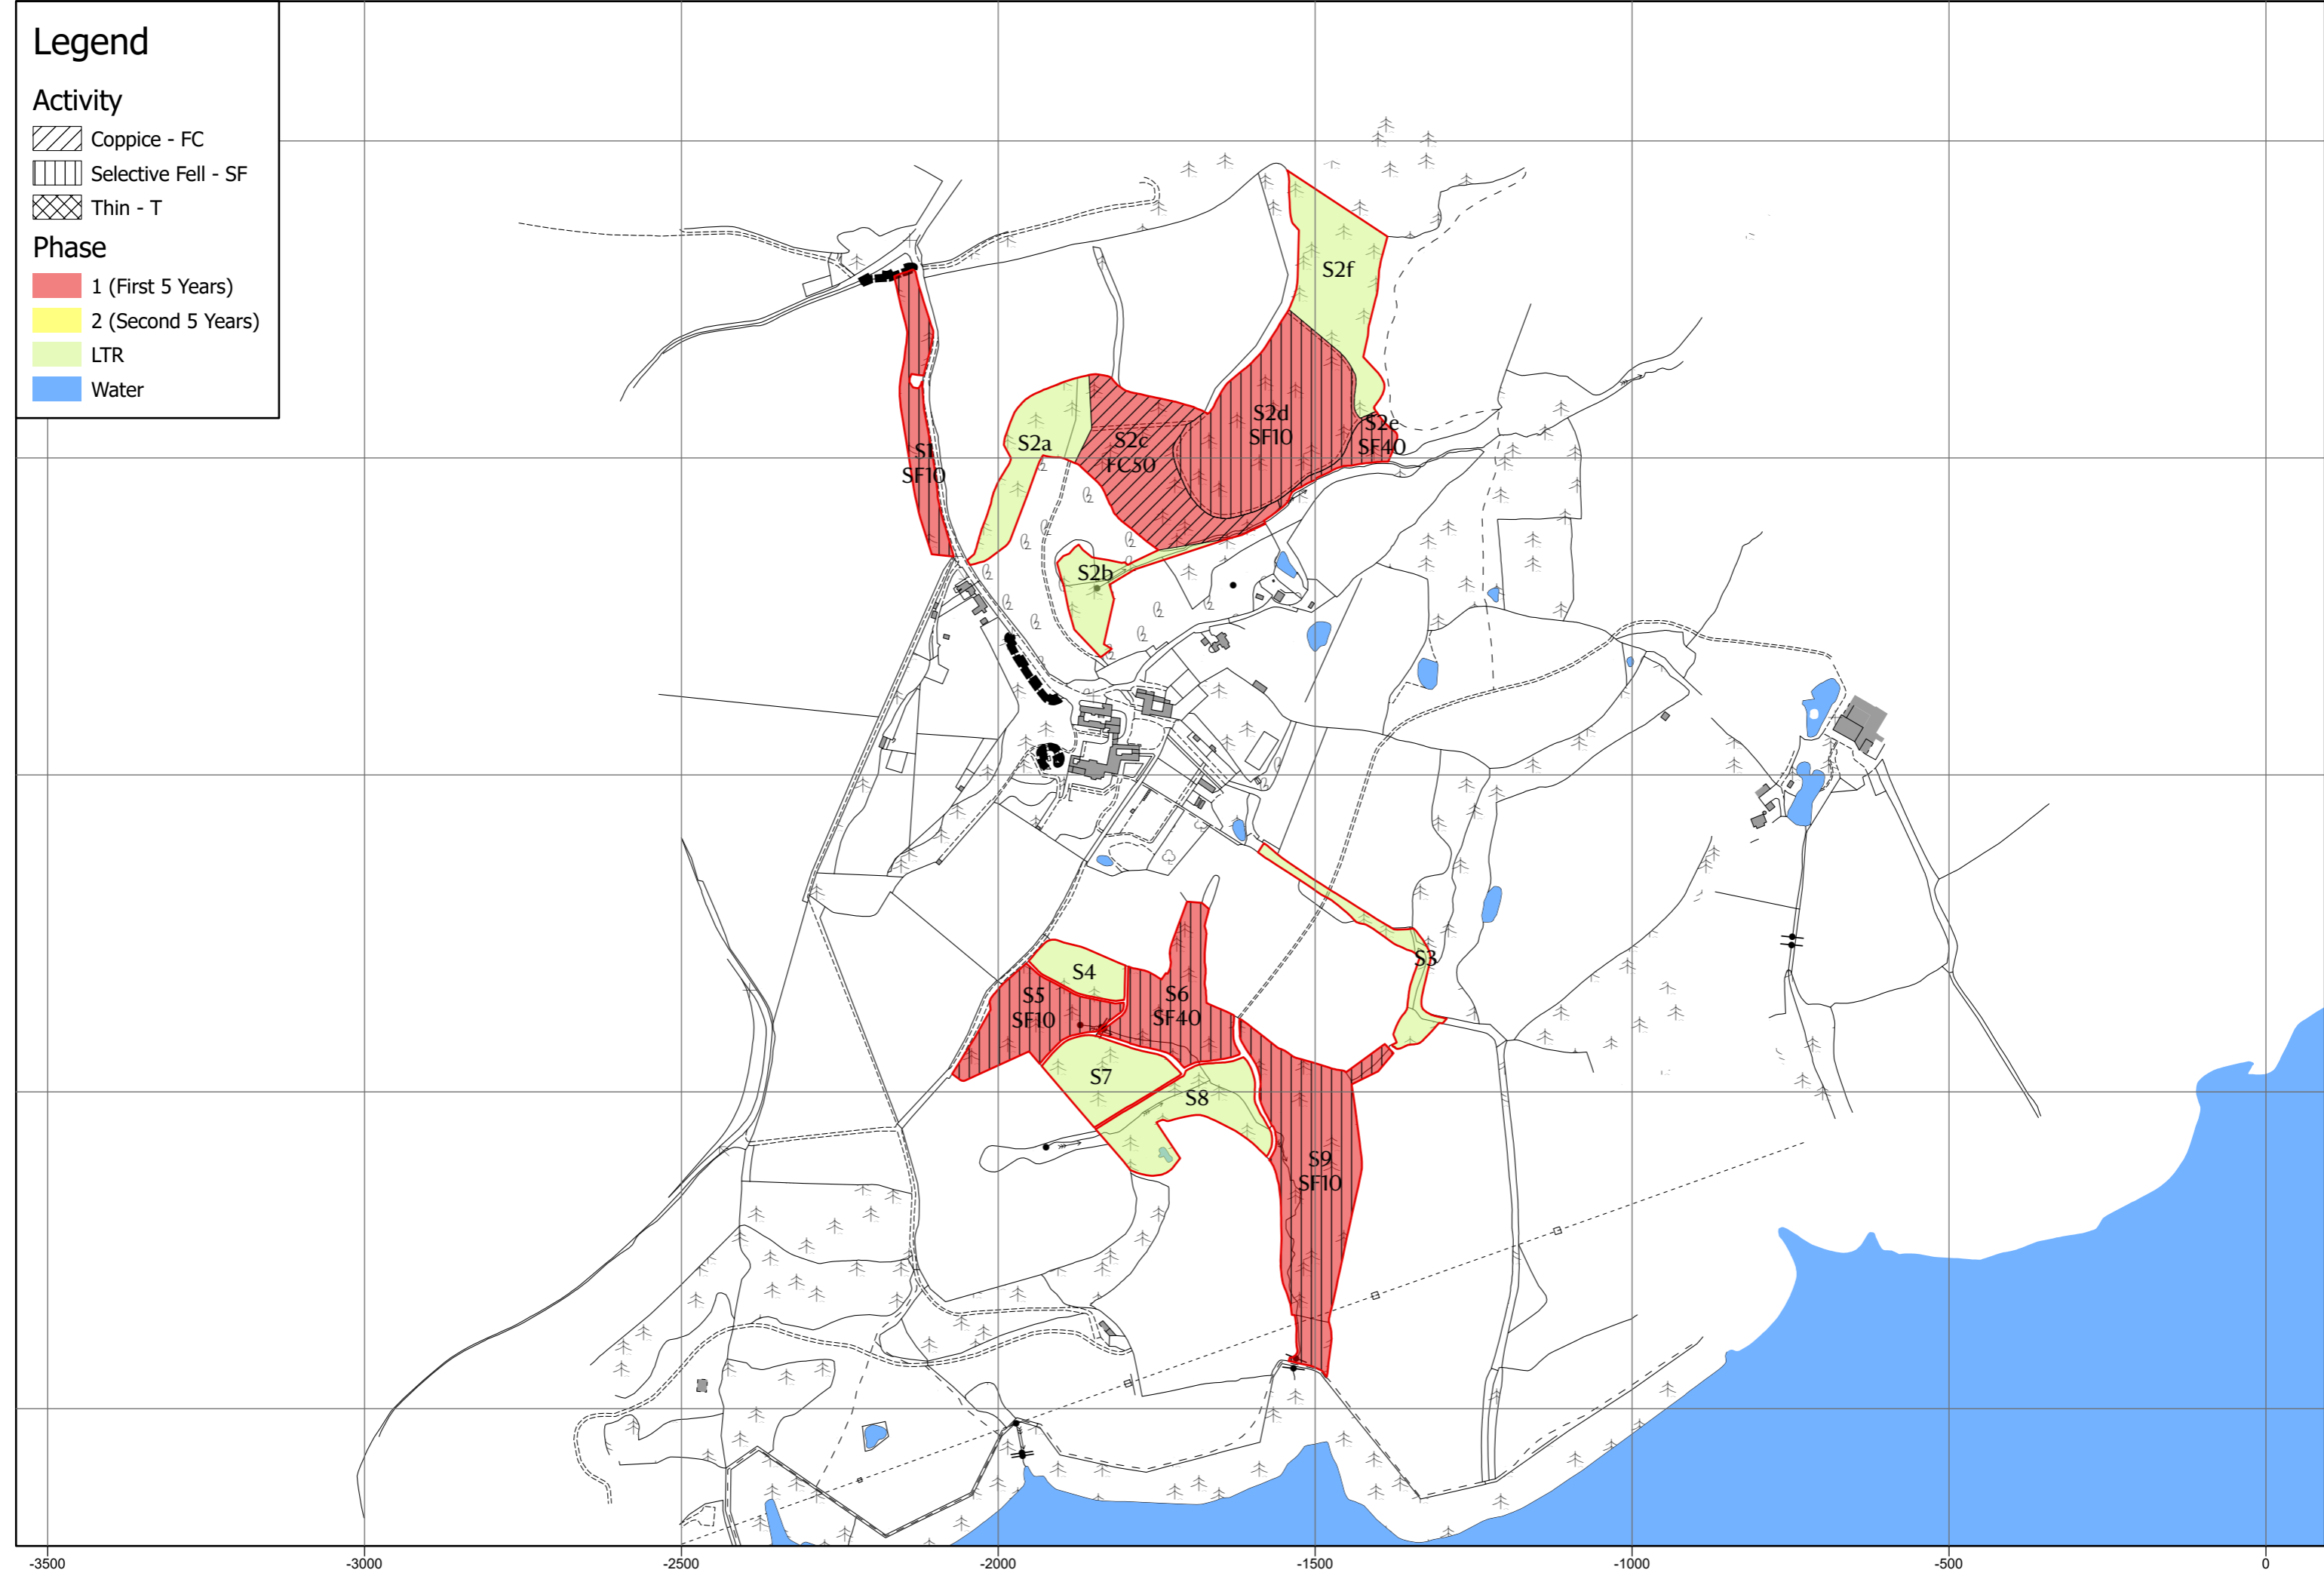 Legend
Activity
Coppice - FC
Selective Fell - SF
Thin - T
Phase
1 (First 5 Years)
2 (Second 5 Years)
LTR
Water
S2f
S2d
SF10
S2e
SF40
S2a
S2c
FC50
S1
SF10
S2b
S3
S4
S5
SF10
S6
SF40
S7
S8
S9
SF10
-3500
-3000
-2500
-2000
-1500
-1000
-500
0